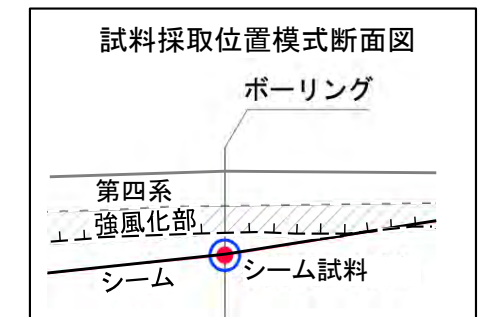 試料採取位置模式断面図
ボーリング
第四系
強風化部
シーム
シーム試料